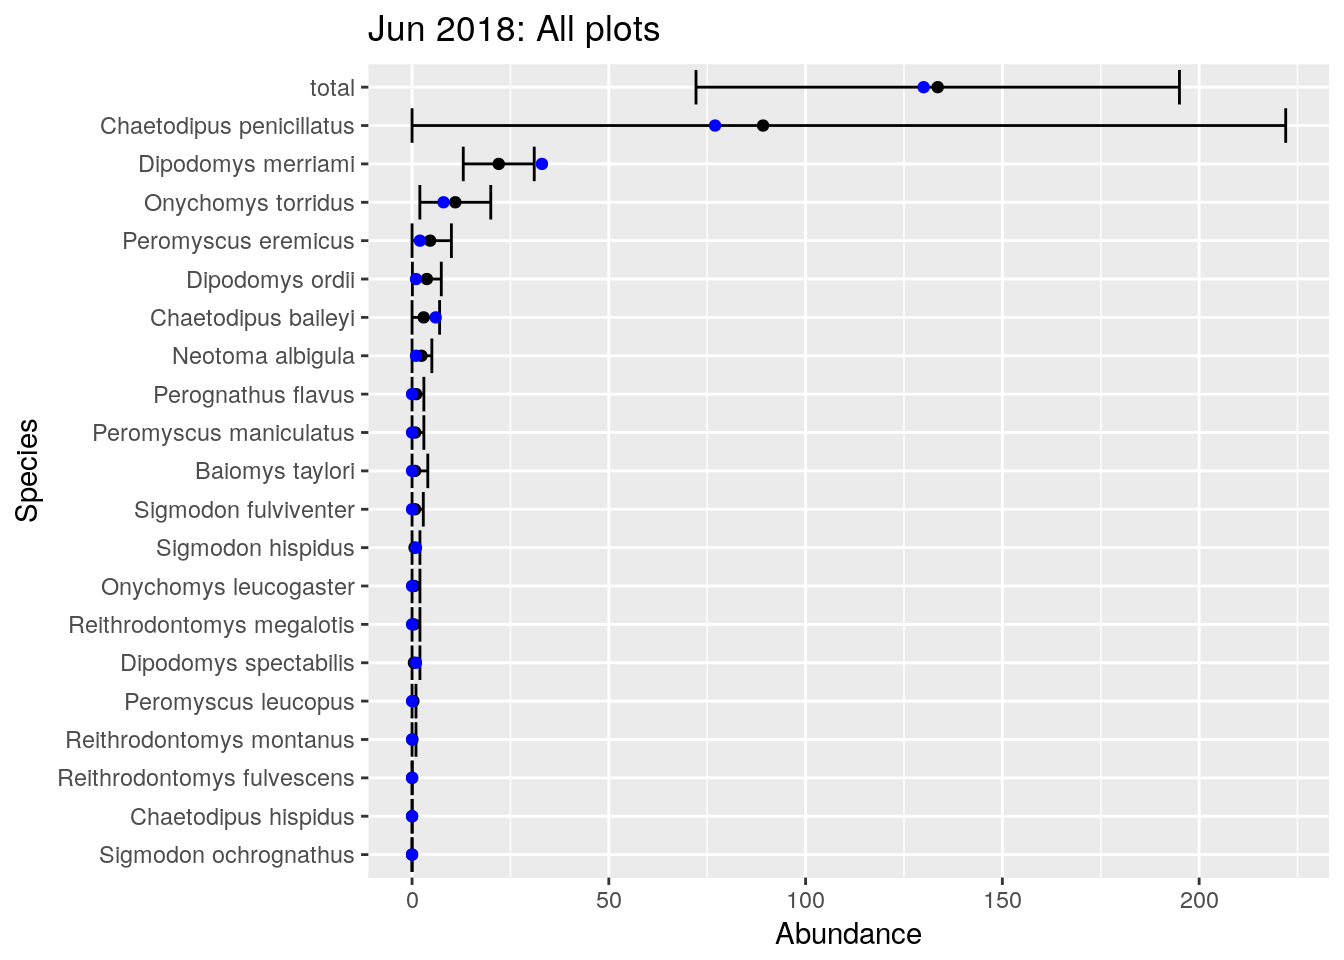 Jun 2018: All plots
total
Chaetodipus penicillatus
Dipodomys merriami
Onychomys torridus
Peromyscus eremicus
Dipodomys ordii
Chaetodipus baileyi
Neotoma albigula
Perognathus flavus
Peromyscus maniculatus
Baiomys taylori
Sigmodon fulviventer
Sigmodon hispidus
Onychomys leucogaster
Reithrodontomys megalotis
Dipodomys spectabilis
Peromyscus leucopus
Reithrodontomys montanus
Reithrodontomys fulvescens
Chaetodipus hispidus
Sigmodon ochrognathus
Species
0 50 100 150 200
Abundance